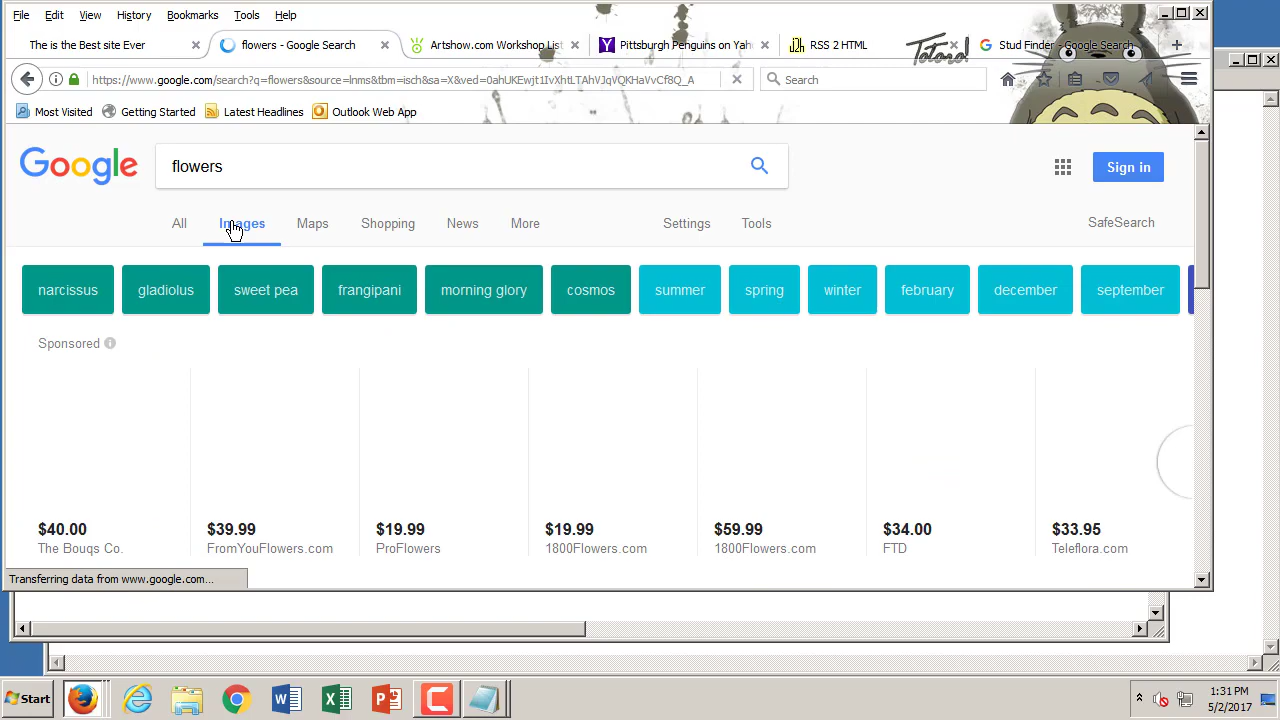 File Edit View History Bookmarks Tools Help
The is the Best site Ever flowers - Google Search Artshow.com Workshop List Pittsburgh Penguins on Yah RSS 2 HTML Totoro! Stud Finder - Google Search
https://www.google.com/search?q=flowers&source=lnms&tbm=isch&sa=X&ved= Search
Most Visited Getting Started Latest Headlines Outlook Web App
Google flowers Sign in
All Images Maps Shopping News More Settings Tools SafeSearch
narcissus gladiolus sweet pea frangipani morning glory cosmos summer spring winter february december september
Sponsored
$40.00 $39.99 $19.99 $19.99 $59.99 $34.00 $33.95
The Bouqs Co. FromYouFlowers.com ProFlowers 1800Flowers.com 1800Flowers.com FTD Teleflora.com
Transferring data from www.google.com...
Start 1:31 PM
5/2/2017